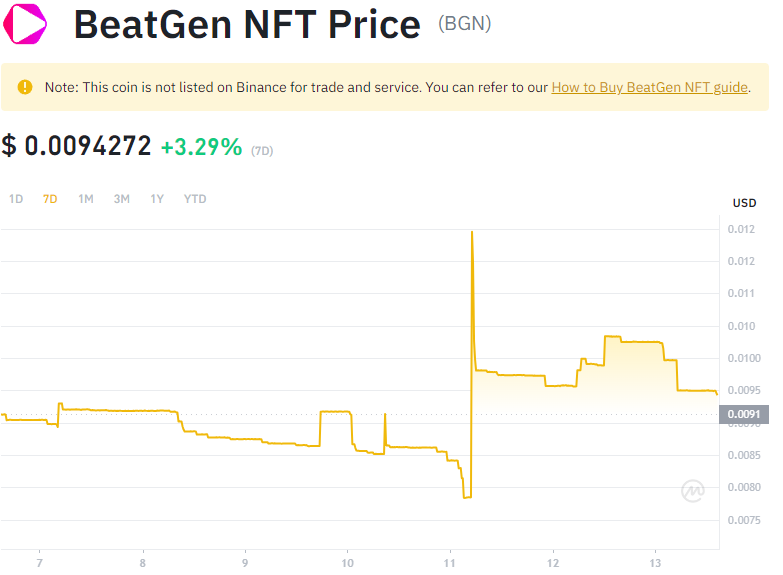 BeatGen NFT Price (BGN)
Note: This coin is not listed on Binance for trade and service. You can refer to our How to Buy BeatGen NFT guide.
$ 0.0094272 +3.29% (7D)
1D 7D 1M 3M 1Y YTD
USD
0.012
0.012
0.011
0.010
0.0100
0.0095
0.0091
0.0085
0.0080
0.0075
7 8 9 10 11 12 13